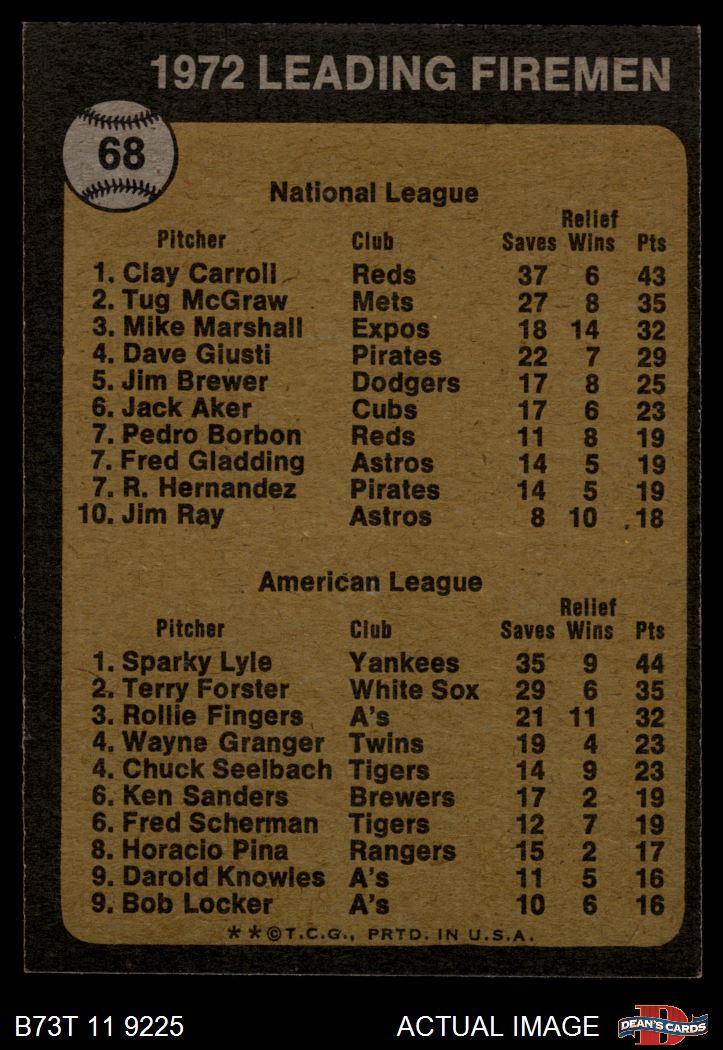 1972 LEADING FIREMEN
68
National League
Relief
Pitcher Club Saves Wins Pts
1. Clay Carroll Reds 37 6 43
2. Tug McGraw Mets 27 8 35
3. Mike Marshall Expos 18 14 32
4. Dave Giusti Pirates 22 7 29
5. Jim Brewer Dodgers 17 8 25
6. Jack Aker Cubs 17 6 23
7. Pedro Borbon Reds 11 8 19
7. Fred Gladding Astros 14 5 19
7. R. Hernandez Pirates 14 5 19
10. Jim Ray Astros 8 10 18
American League
Relief
Pitcher Club Saves Wins Pts
1. Sparky Lyle Yankees 35 9 44
2. Terry Forster White Sox 29 6 35
3. Rollie Fingers A's 21 11 32
4. Wayne Granger Twins 19 4 23
4. Chuck Seelbach Tigers 14 9 23
6. Ken Sanders Brewers 17 2 19
6. Fred Scherman Tigers 12 7 19
8. Horacio Pina Rangers 15 2 17
9. Darold Knowles A's 11 5 16
9. Bob Locker A's 10 6 16
**©T.C.G., PRTD. IN U.S.A.
B73T 11 9225 ACTUAL IMAGE D DEAN'S CARDS